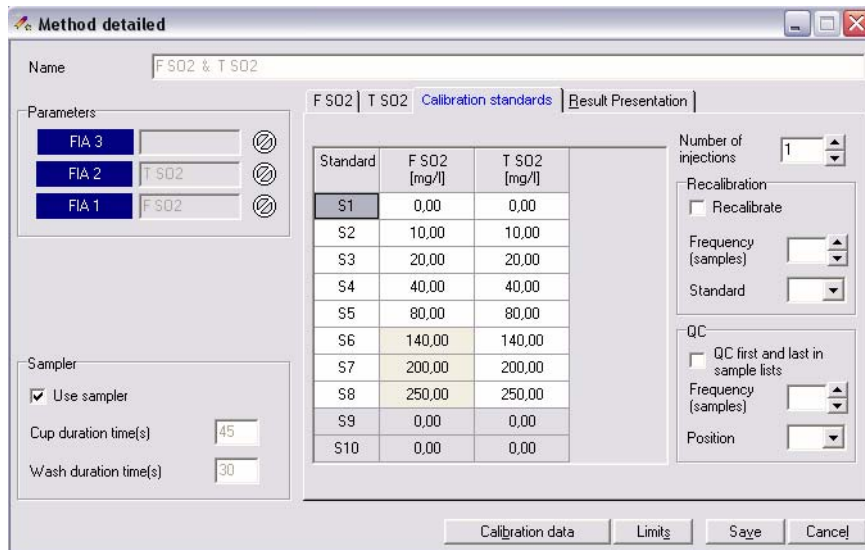 Method detailed
Name F SO2 & T SO2
Parameters
FIA 3
FIA 2 T SO2
FIA 1 F SO2
Sampler
Use sampler
Cup duration time(s) 45
Wash duration time(s) 30
F SO2 T SO2 Calibration standards Result Presentation
Standard F SO2 [mg/l] T SO2 [mg/l]
S1 0,00 0,00
S2 10,00 10,00
S3 20,00 20,00
S4 40,00 40,00
S5 80,00 80,00
S6 140,00 140,00
S7 200,00 200,00
S8 250,00 250,00
S9 0,00 0,00
S10 0,00 0,00
Number of
injections 1
Recalibration
Recalibrate
Frequency
(samples)
Standard
QC
QC first and last in
sample lists
Frequency
(samples)
Position
Calibration data Limits Save Cancel